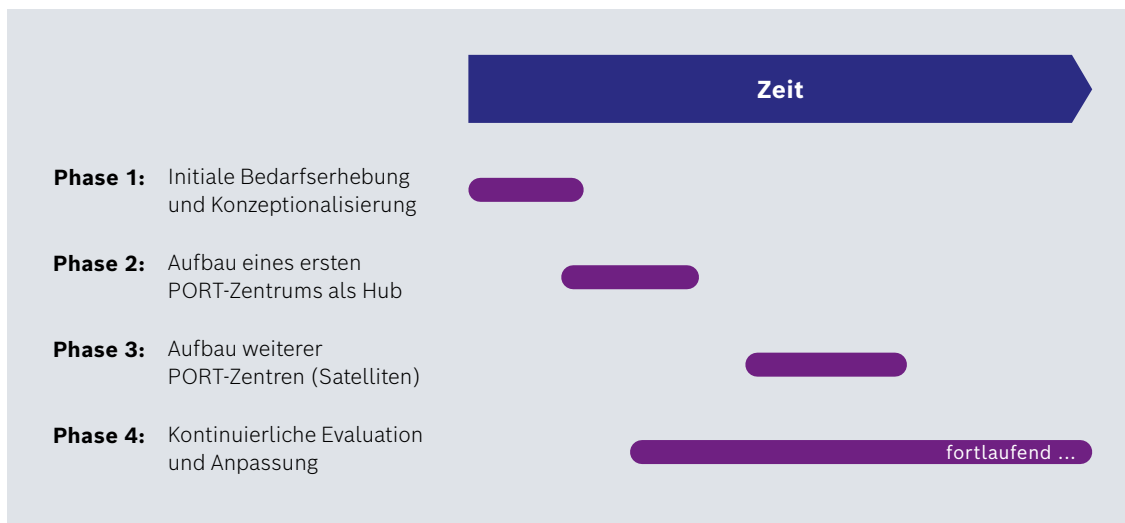 Zeit
Phase 1: Initiale Bedarfserhebung
und Konzeptionalisierung
Phase 2: Aufbau eines ersten
PORT-Zentrums als Hub
Phase 3: Aufbau weiterer
PORT-Zentren (Satelliten)
Phase 4: Kontinuierliche Evaluation
und Anpassung
fortlaufend ...